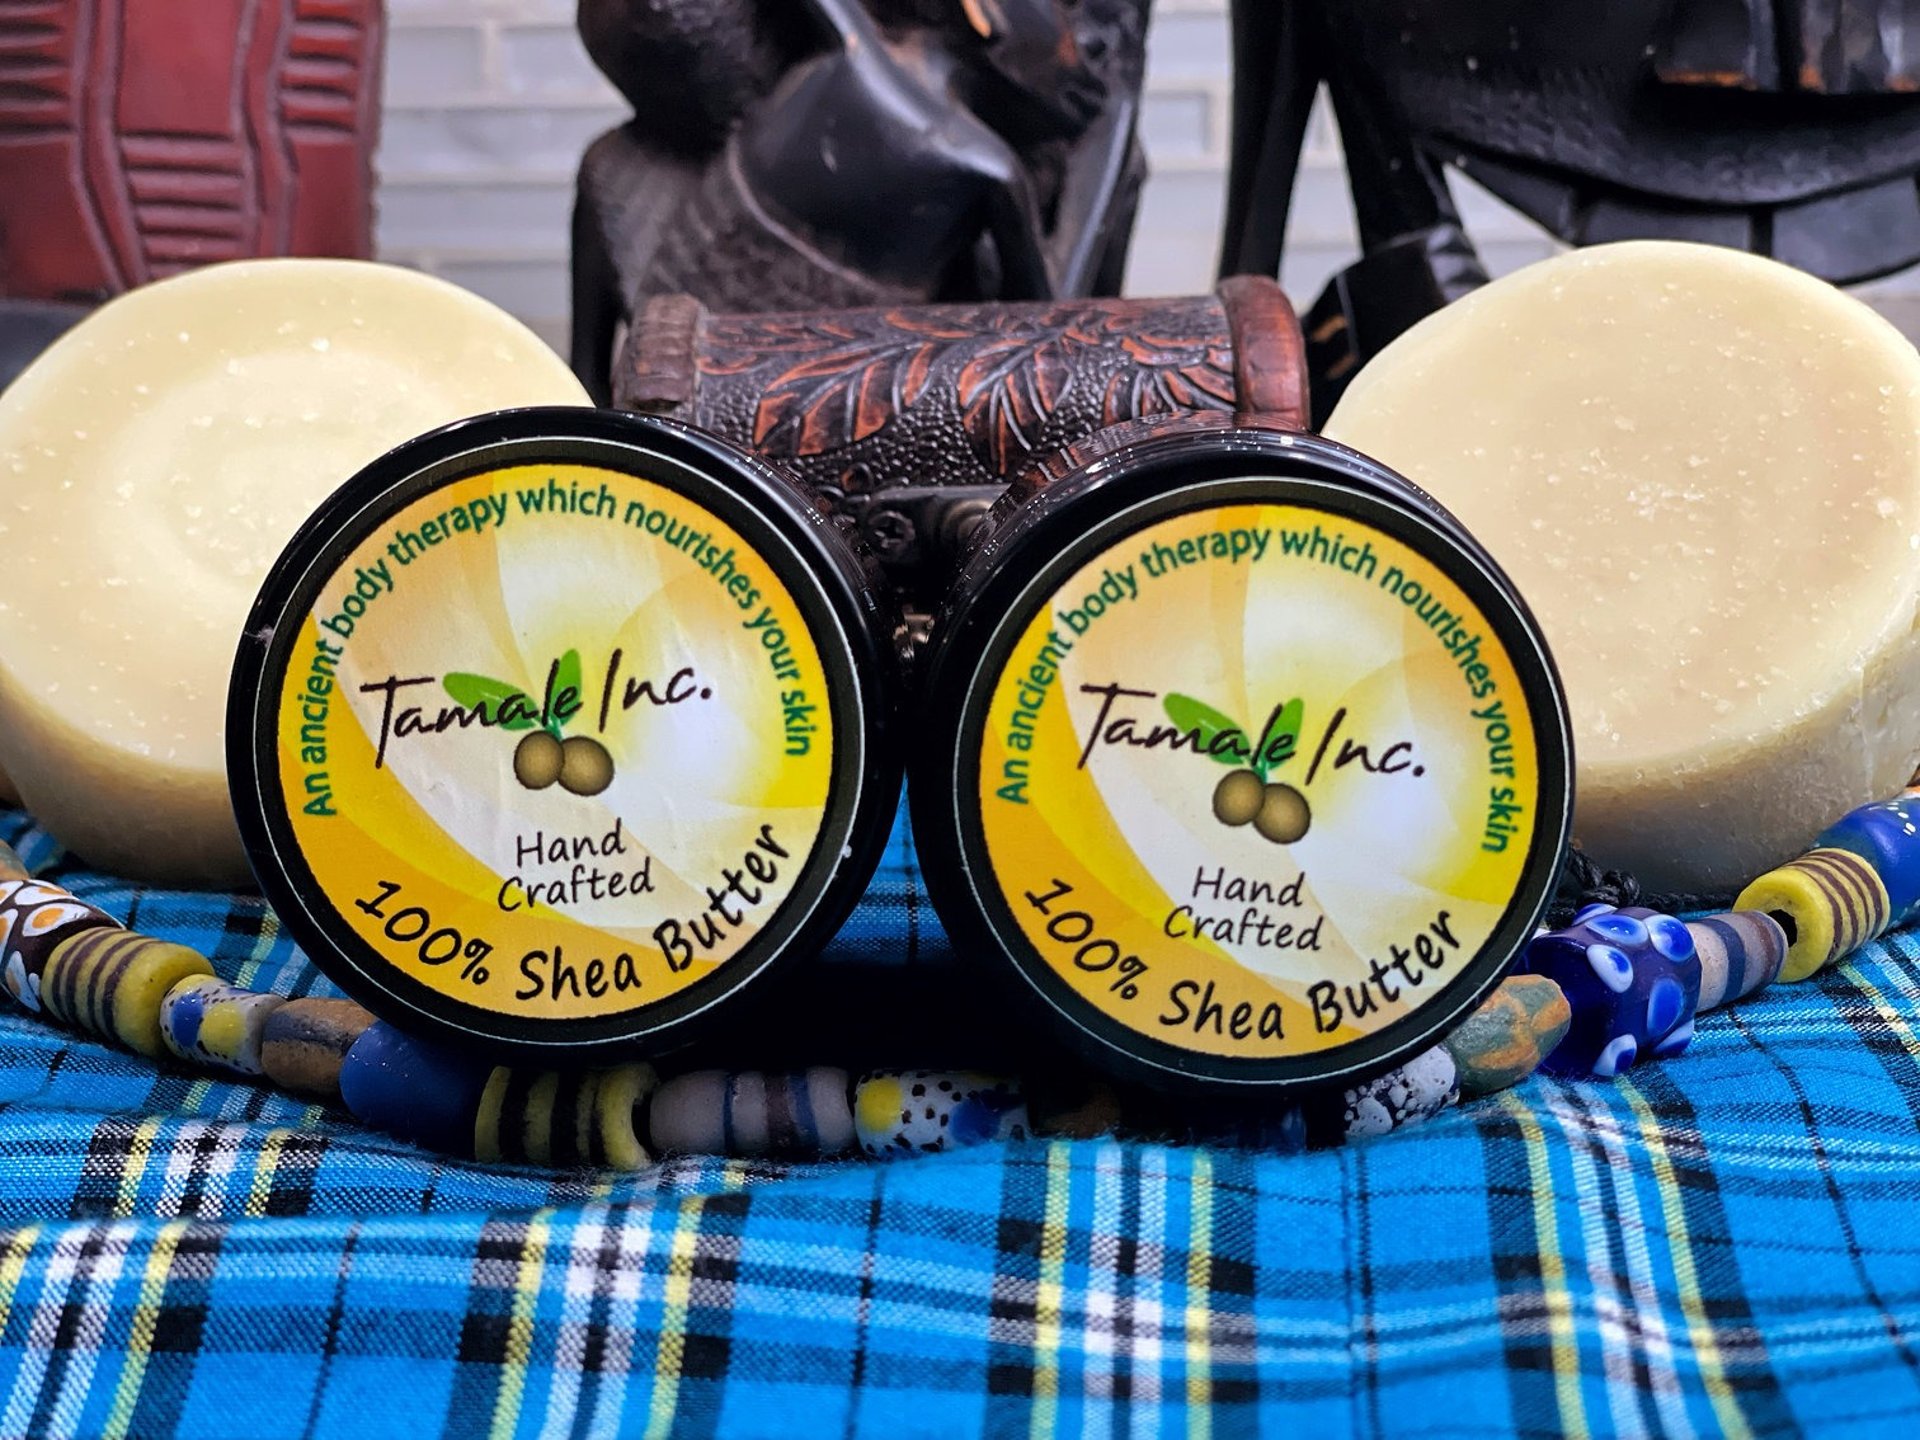 An ancient body therapy which nourishes your skin
Tamale Inc.
Hand
Crafted
100% Shea Butter
An ancient body therapy which nourishes your skin
Tamale Inc.
Hand
Crafted
100% Shea Butter